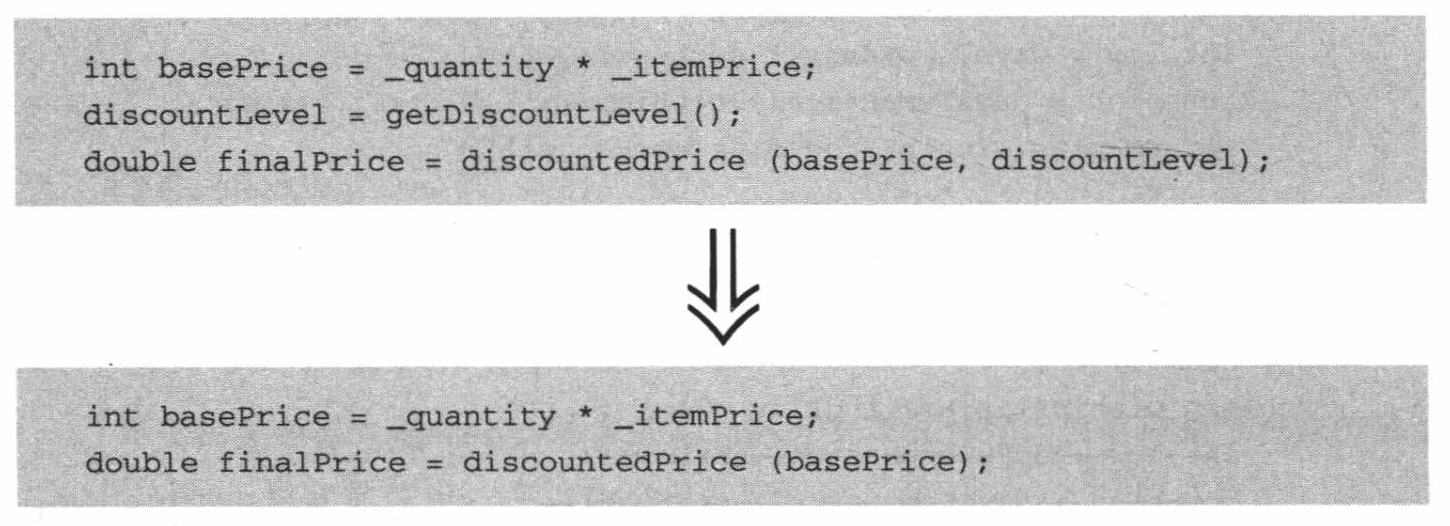 int basePrice = _quantity * _itemPrice;
discountLevel = getDiscountLevel();
double finalPrice = discountedPrice (basePrice, discountLevel);
int basePrice = _quantity * _itemPrice;
double finalPrice = discountedPrice (basePrice);